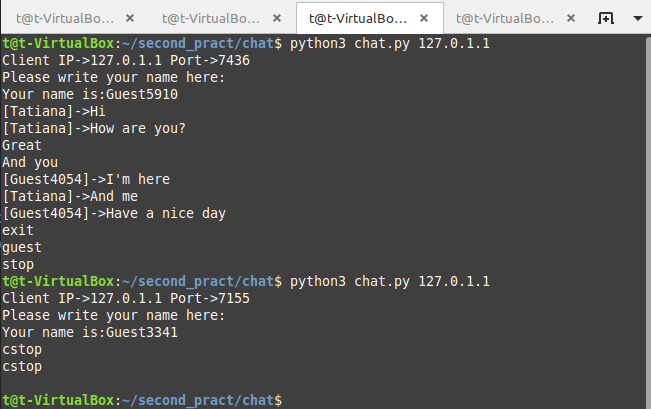 t@t-VirtualBo... × t@t-VirtualBo... × t@t-VirtualBo... × t@t-VirtualBo... ×
t@t-VirtualBox:~/second_pract/chat$ python3 chat.py 127.0.1.1
Client IP->127.0.1.1 Port->7436
Please write your name here:
Your name is:Guest5910
[Tatiana]->Hi
[Tatiana]->How are you?
Great
And you
[Guest4054]->I'm here
[Tatiana]->And me
[Guest4054]->Have a nice day
exit
guest
stop
t@t-VirtualBox:~/second_pract/chat$ python3 chat.py 127.0.1.1
Client IP->127.0.1.1 Port->7155
Please write your name here:
Your name is:Guest3341
cstop
cstop
t@t-VirtualBox:~/second_pract/chat$